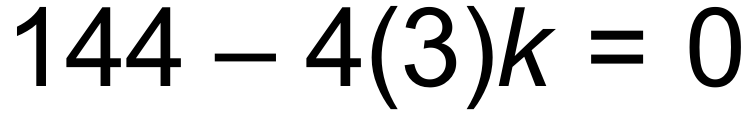 144 – 4(3)k = 0